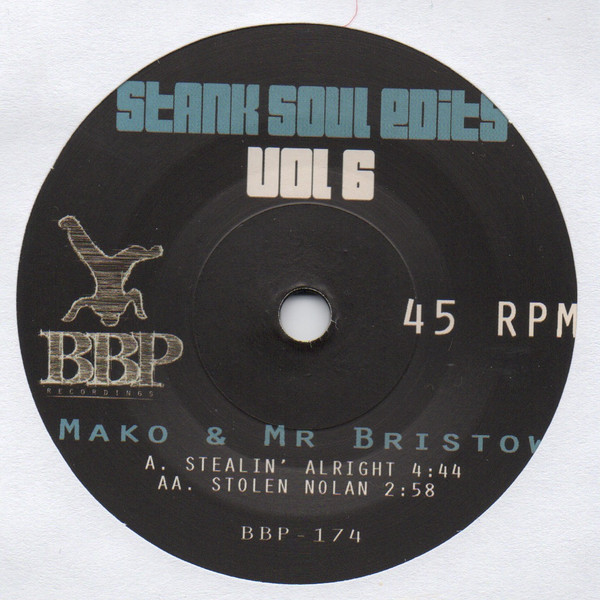 Stank Soul Edits
Vol 6
45 RPM
BBP
RECORDINGS
Mako & Mr Bristow
A. STEALIN' ALRIGHT 4:44
AA. STOLEN NOLAN 2:58
BBP-174